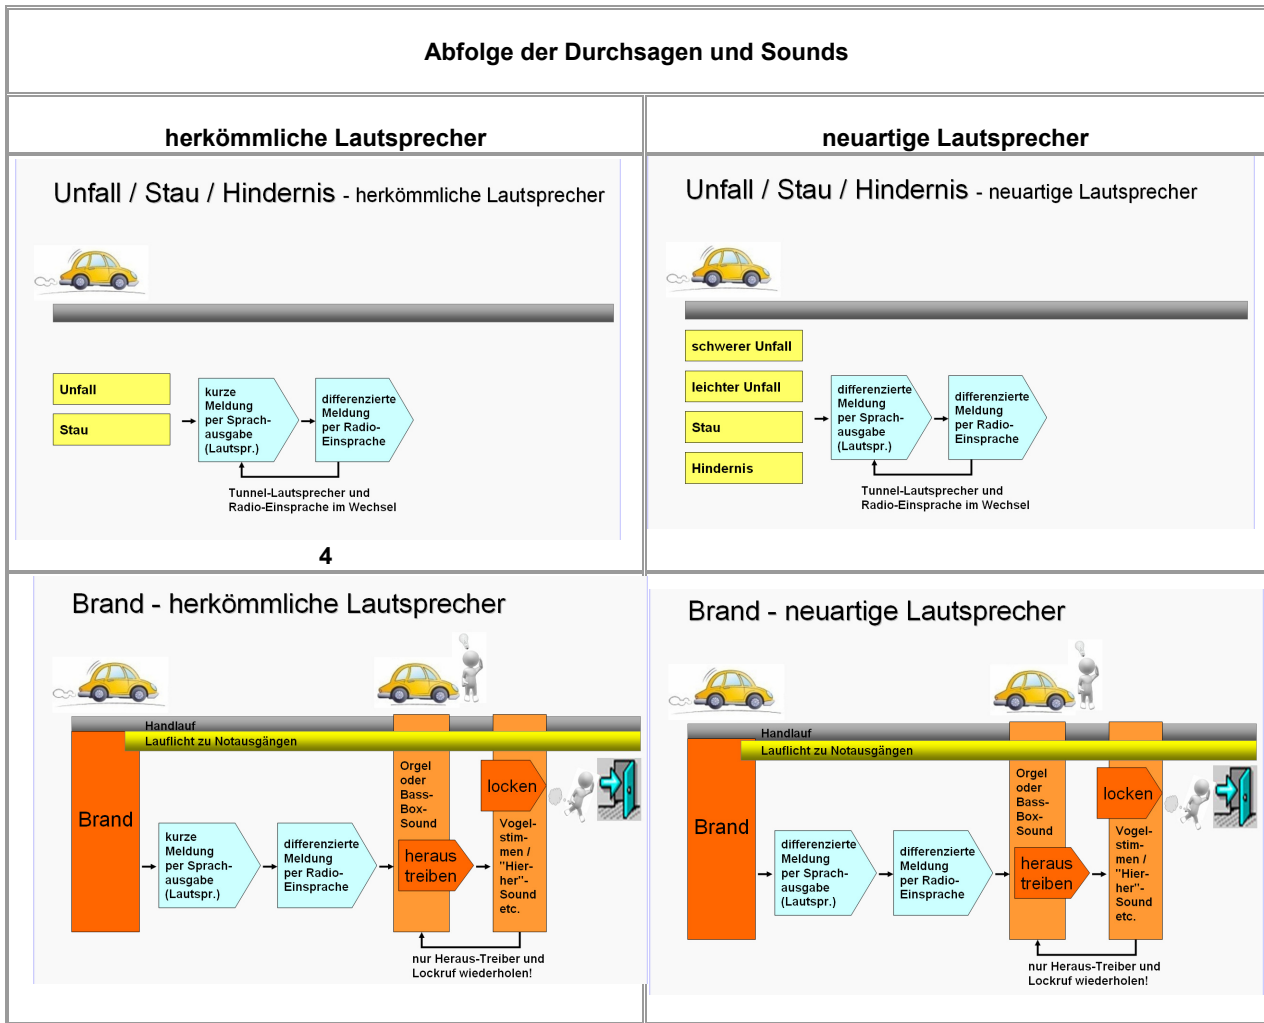 Abfolge der Durchsagen und Sounds
herkömmliche Lautsprecher
neuartige Lautsprecher
Unfall / Stau / Hindernis - herkömmliche Lautsprecher
Unfall
Stau
kurze
Meldung
per Sprach-
ausgabe
(Lautspr.)
differenzierte
Meldung
per Radio-
Einsprache
Tunnel-Lautsprecher und
Radio-Einsprache im Wechsel
4
Unfall / Stau / Hindernis - neuartige Lautsprecher
schwerer Unfall
leichter Unfall
Stau
Hindernis
differenzierte
Meldung
per Sprach-
ausgabe
(Lautspr.)
differenzierte
Meldung
per Radio-
Einsprache
Tunnel-Lautsprecher und
Radio-Einsprache im Wechsel
Brand - herkömmliche Lautsprecher
Handlauf
Lauflicht zu Notausgängen
Brand
kurze
Meldung
per Sprach-
ausgabe
(Lautspr.)
differenzierte
Meldung
per Radio-
Einsprache
Orgel
oder
Bass-
Box-
Sound
heraus
treiben
locken
Vogel-
stim-
men /
"Hier-
her"-
Sound
etc.
nur Heraus-Treiber und
Lockruf wiederholen!
Brand - neuartige Lautsprecher
Handlauf
Lauflicht zu Notausgängen
Brand
differenzierte
Meldung
per Sprach-
ausgabe
(Lautspr.)
differenzierte
Meldung
per Radio-
Einsprache
Orgel
oder
Bass-
Box-
Sound
heraus
treiben
locken
Vogel-
stim-
men /
"Hier-
her"-
Sound
etc.
nur Heraus-Treiber und
Lockruf wiederholen!